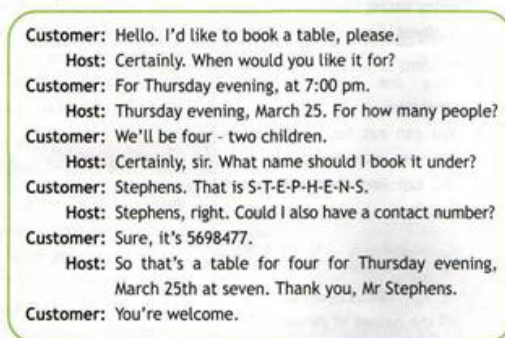 Customer: Hello. I'd like to book a table, please.
Host: Certainly. When would you like it for?
Customer: For Thursday evening, at 7:00 pm.
Host: Thursday evening, March 25. For how many people?
Customer: We'll be four - two children.
Host: Certainly, sir. What name should I book it under?
Customer: Stephens. That is S-T-E-P-H-E-N-S.
Host: Stephens, right. Could I also have a contact number?
Customer: Sure, it's 5698477.
Host: So that's a table for four for Thursday evening,
March 25th at seven. Thank you, Mr Stephens.
Customer: You're welcome.